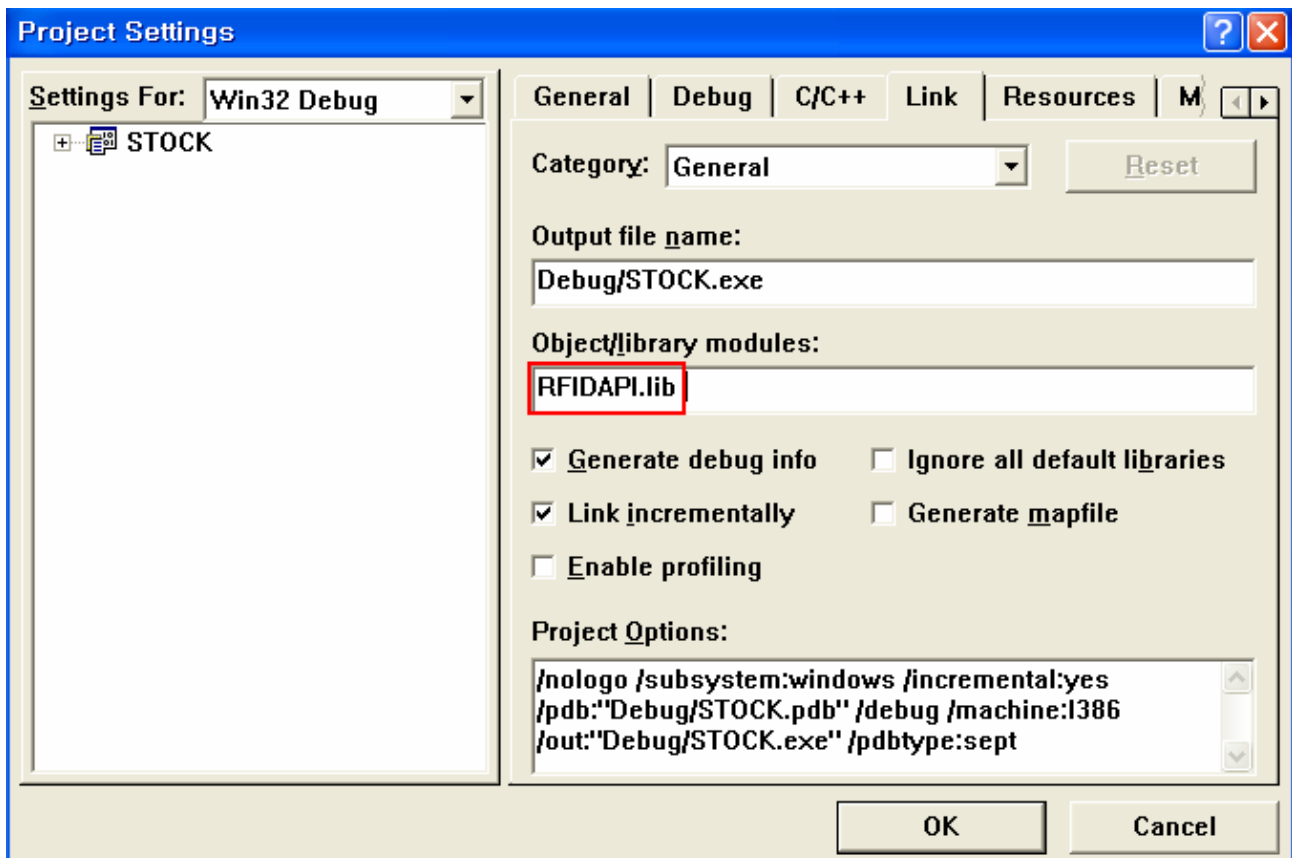 Project Settings
Settings For: Win32 Debug
STOCK
General Debug C/C++ Link Resources M
Category: General Reset
Output file name:
Debug/STOCK.exe
Object/library modules:
RFIDAPI.lib
Generate debug info Ignore all default libraries
Link incrementally Generate mapfile
Enable profiling
Project Options:
/nologo /subsystem:windows /incremental:yes
/pdb:"Debug/STOCK.pdb" /debug /machine:I386
/out:"Debug/STOCK.exe" /pdbtype:sept
OK Cancel